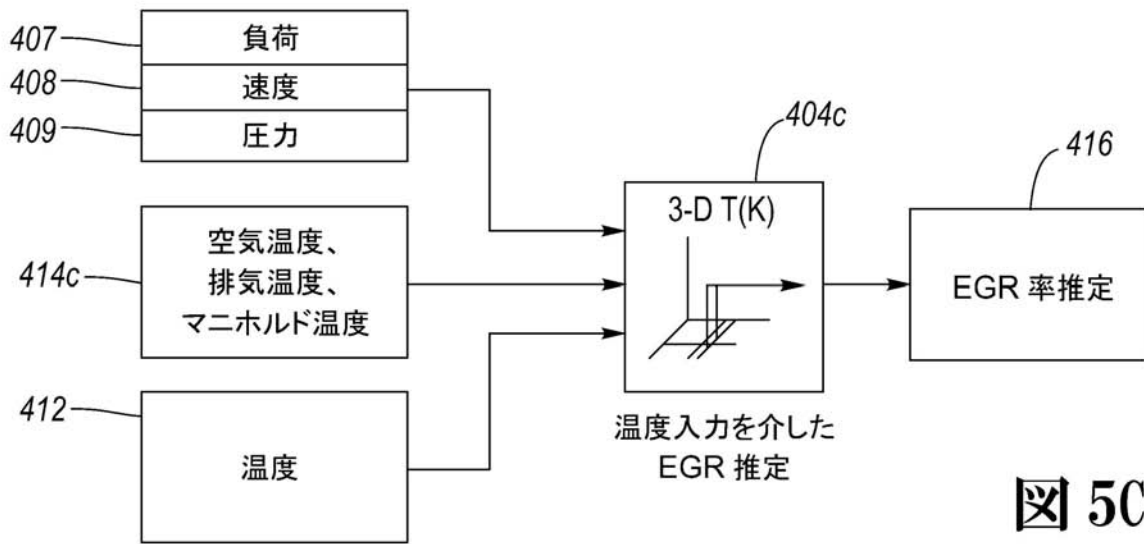 407
負荷
408
速度
409
圧力
414c
空気温度、
排気温度、
マニホルド温度
412
温度
404c
3-D T(K)
温度入力を介した
EGR 推定
416
EGR 率推定
図 5C